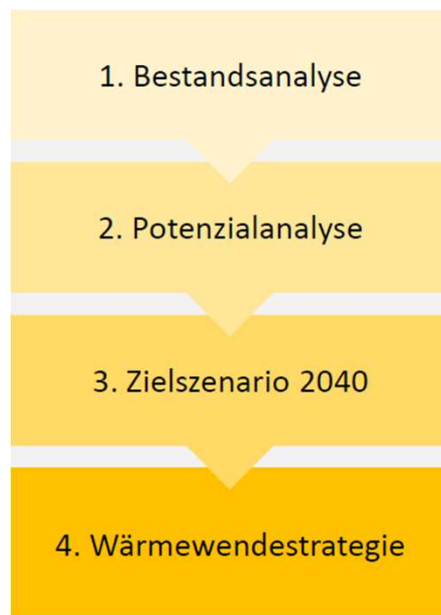 1. Bestandsanalyse
2. Potenzialanalyse
3. Zielszenario 2040
4. Wärmewendestrategie